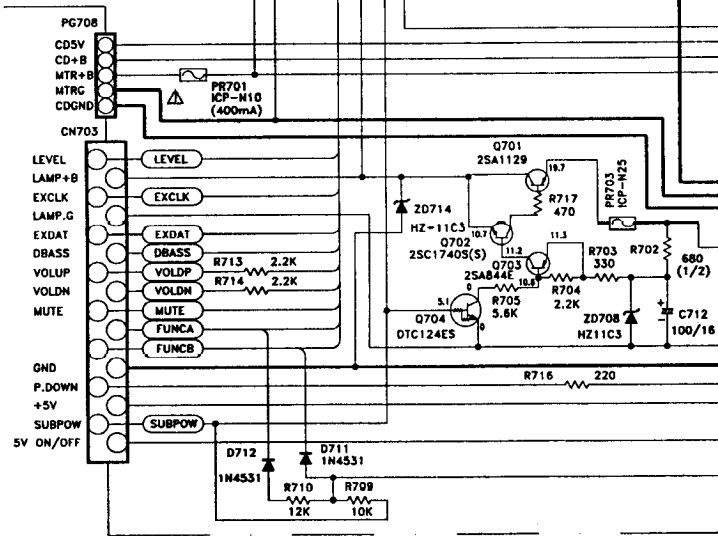 PG708
CD5V
CD+B
MTR+B
MTRG
CDGND
PR701
ICP-N10
(400mA)
CN703
LEVEL
LEVEL
LAMP+B
EXCLK
EXCLK
LAMP.G
EXDAT
EXDAT
DBASS
DBASS
VOLUP
VOLDP
R713
2.2K
VOLDN
VOLDN
R714
2.2K
MUTE
MUTE
FUNCA
FUNCB
GND
P.DOWN
+5V
SUBPOW
SUBPOW
5V ON/OFF
Q701
2SA1129
19.7
R717
470
PR703
ICP-N25
ZD714
HZ-11C3
10.7
Q702
2SC1740S(S)
11.2
11.3
Q703
2SA844E
10.8
R703
330
R702
680
(1/2)
R704
2.2K
R705
5.6K
0
5.1
0
Q704
DTC124ES
ZD708
HZ11C3
+
-
C712
100/16
R716
220
D712
1N4531
D711
1N4531
R710
12K
R709
10K